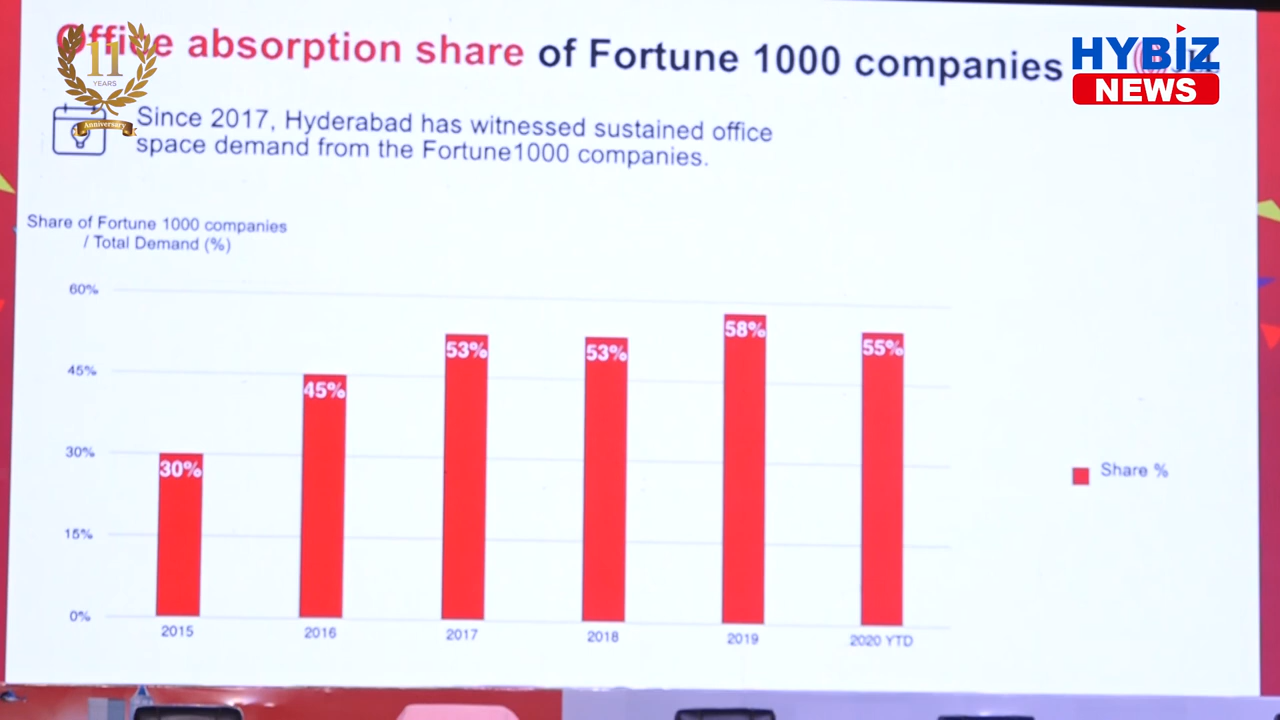 Office absorption share of Fortune 1000 companies
HYBIZ
NEWS
11
YEARS
Anniversary
Since 2017, Hyderabad has witnessed sustained office
space demand from the Fortune1000 companies.
Share of Fortune 1000 companies
/ Total Demand (%)
60%
45%
30%
15%
0%
30%
45%
53%
53%
58%
55%
2015
2016
2017
2018
2019
2020 YTD
Share %